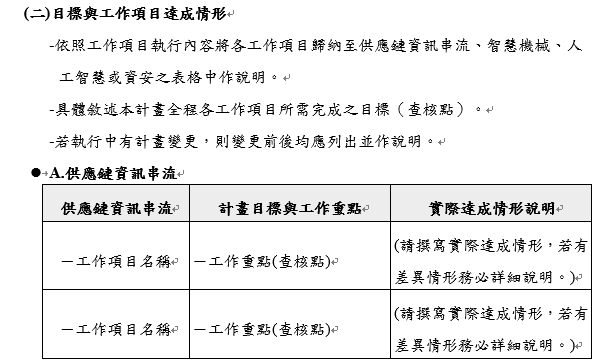 (二)目標與工作項目達成情形
-依照工作項目執行內容將各工作項目歸納至供應鏈資訊串流、智慧機械、人
工智慧或資安之表格中作說明。
-具體敘述本計畫全程各工作項目所需完成之目標（查核點）。
-若執行中有計畫變更，則變更前後均應列出並作說明。
●A.供應鏈資訊串流
供應鏈資訊串流 計畫目標與工作重點 實際達成情形說明
－工作項目名稱 －工作重點(查核點) (請撰寫實際達成情形，若有
差異情形務必詳細說明。)
－工作項目名稱 －工作重點(查核點) (請撰寫實際達成情形，若有
差異情形務必詳細說明。)